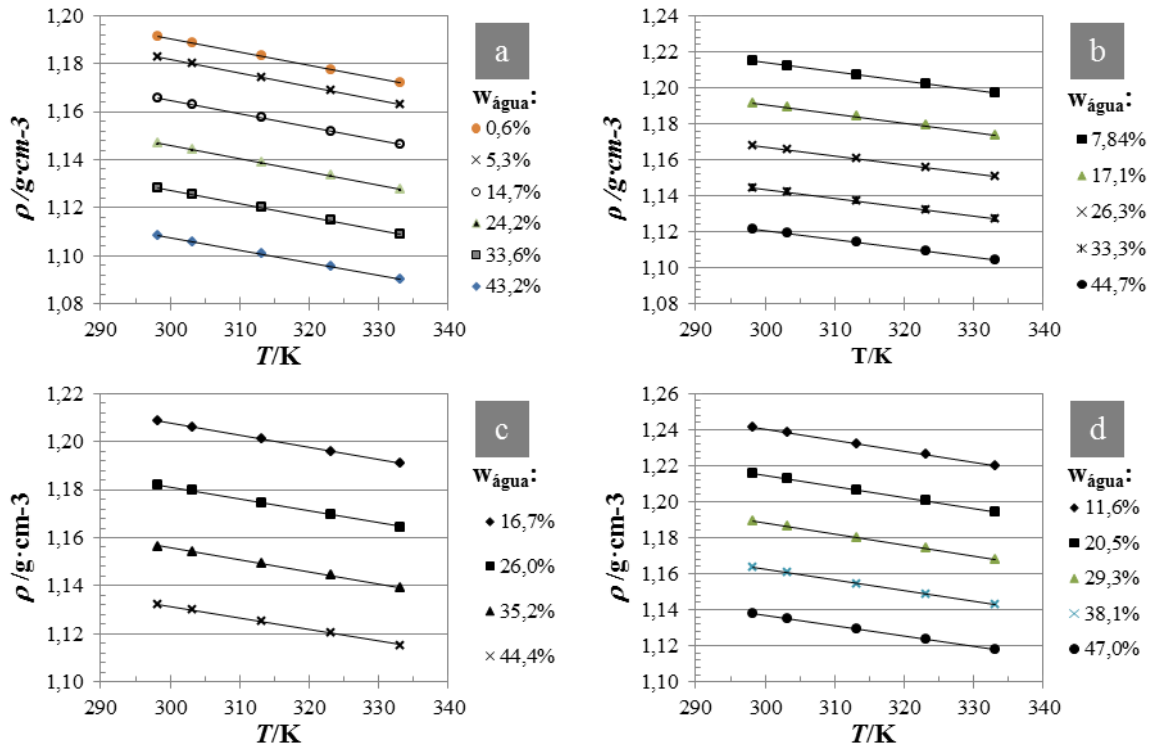 1,20
1,18
1,16
1,14
1,12
1,10
1,08
ρ /g·cm-3
290 300 310 320 330 340
T/K
a
wágua:
0,6%
5,3%
14,7%
24,2%
33,6%
43,2%
1,24
1,22
1,20
1,18
1,16
1,14
1,12
1,10
1,08
ρ /g·cm-3
290 300 310 320 330 340
T/K
b
wágua:
7,84%
17,1%
26,3%
33,3%
44,7%
1,22
1,20
1,18
1,16
1,14
1,12
1,10
ρ /g·cm-3
290 300 310 320 330 340
T/K
c
wágua:
16,7%
26,0%
35,2%
44,4%
1,26
1,24
1,22
1,20
1,18
1,16
1,14
1,12
1,10
ρ /g·cm-3
290 300 310 320 330 340
T/K
d
wágua:
11,6%
20,5%
29,3%
38,1%
47,0%